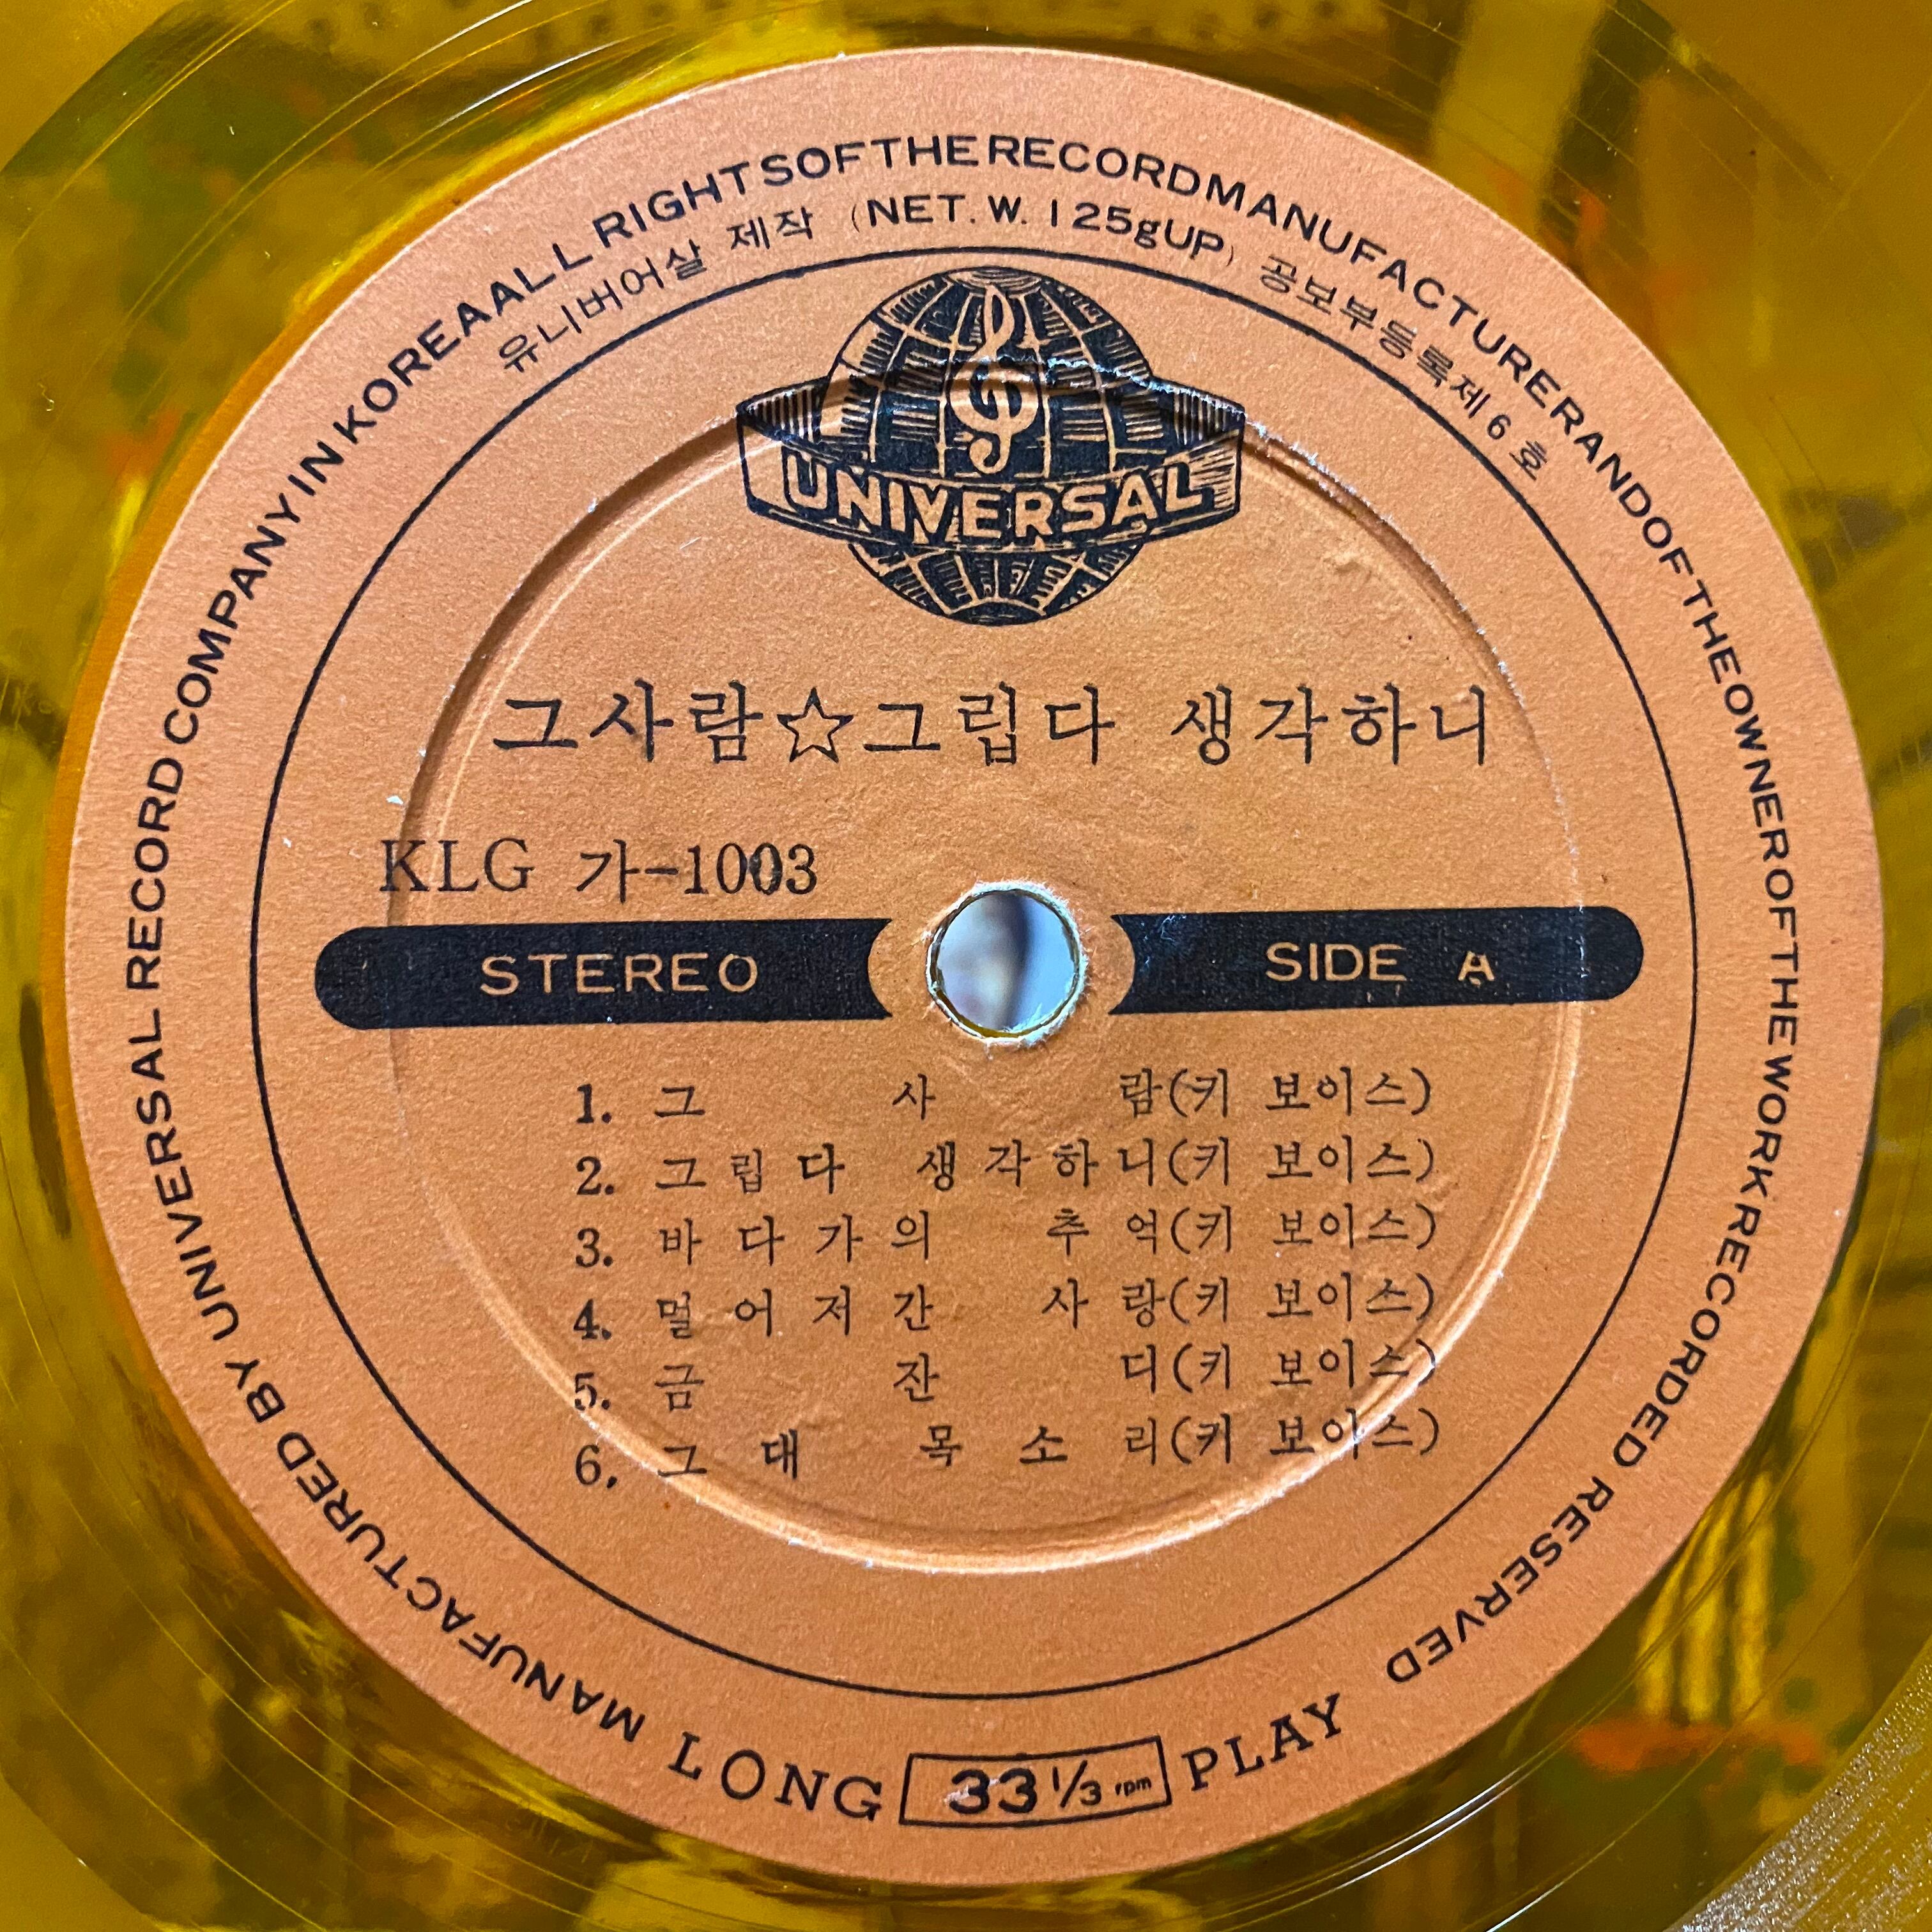 MANUFACTURED BY UNIVERSAL RECORD COMPANY IN KOREA ALL RIGHTS OF THE RECORD MANUFACTURER AND OF THE OWNER OF THE WORK RECORDED RESERVED
유니버어살 제작 (NET. W. 125gUP) 공보부등록제 6 호
UNIVERSAL
그사람☆그립다 생각하니
KLG 가-1003
STEREO SIDE A
1. 그 사 람(키 보이스)
2. 그립다 생각하니(키 보이스)
3. 바다가의 추억(키 보이스)
4. 멀어저간 사랑(키 보이스)
5. 금 잔 디(키 보이스)
6. 그대 목소리(키 보이스)
LONG 33 1/3 rpm PLAY